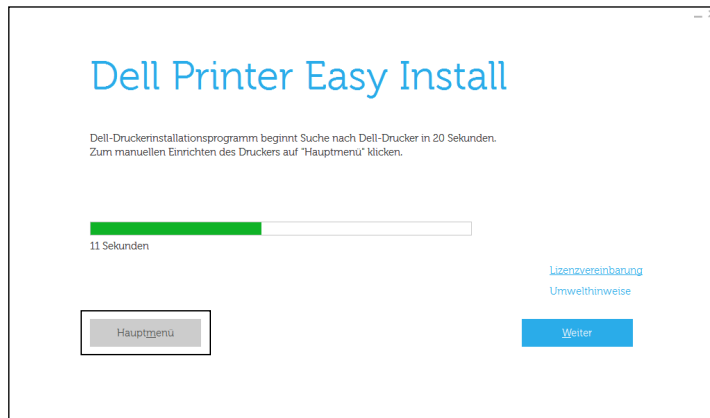 Dell Printer Easy Install
Dell-Druckerinstallationsprogramm beginnt Suche nach Dell-Drucker in 20 Sekunden.
Zum manuellen Einrichten des Druckers auf "Hauptmenü" klicken.
11 Sekunden
Lizenzvereinbarung
Umwelthinweise
Hauptmenü
Weiter